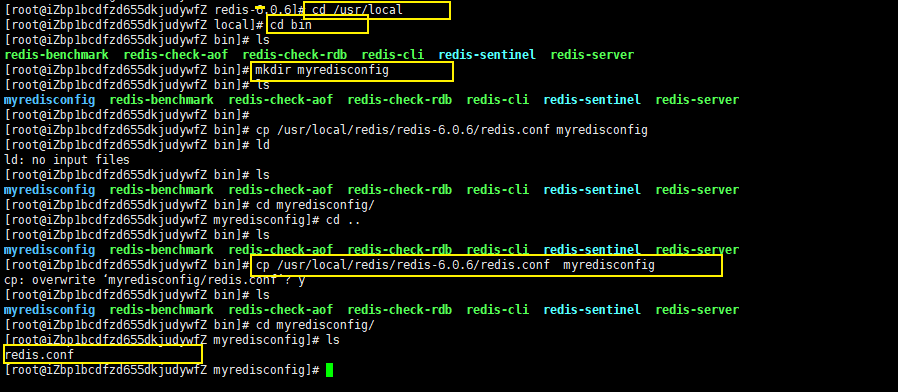 [root@iZbp1bcdfzd655dkjudywfZ redis-6.0.6]# cd /usr/local
[root@iZbp1bcdfzd655dkjudywfZ local]# cd bin
[root@iZbp1bcdfzd655dkjudywfZ bin]# ls
redis-benchmark redis-check-aof redis-check-rdb redis-cli redis-sentinel redis-server
[root@iZbp1bcdfzd655dkjudywfZ bin]# mkdir myredisconfig
[root@iZbp1bcdfzd655dkjudywfZ bin]# ls
myredisconfig redis-benchmark redis-check-aof redis-check-rdb redis-cli redis-sentinel redis-server
[root@iZbp1bcdfzd655dkjudywfZ bin]#
[root@iZbp1bcdfzd655dkjudywfZ bin]# cp /usr/local/redis/redis-6.0.6/redis.conf myredisconfig
[root@iZbp1bcdfzd655dkjudywfZ bin]# ld
ld: no input files
[root@iZbp1bcdfzd655dkjudywfZ bin]# ls
myredisconfig redis-benchmark redis-check-aof redis-check-rdb redis-cli redis-sentinel redis-server
[root@iZbp1bcdfzd655dkjudywfZ bin]# cd myredisconfig/
[root@iZbp1bcdfzd655dkjudywfZ myredisconfig]# cd ..
[root@iZbp1bcdfzd655dkjudywfZ bin]# ls
myredisconfig redis-benchmark redis-check-aof redis-check-rdb redis-cli redis-sentinel redis-server
[root@iZbp1bcdfzd655dkjudywfZ bin]# cp /usr/local/redis/redis-6.0.6/redis.conf  myredisconfig
cp: overwrite ‘myredisconfig/redis.conf’? y
[root@iZbp1bcdfzd655dkjudywfZ bin]# ls
myredisconfig redis-benchmark redis-check-aof redis-check-rdb redis-cli redis-sentinel redis-server
[root@iZbp1bcdfzd655dkjudywfZ bin]# cd myredisconfig/
[root@iZbp1bcdfzd655dkjudywfZ myredisconfig]# ls
redis.conf
[root@iZbp1bcdfzd655dkjudywfZ myredisconfig]#